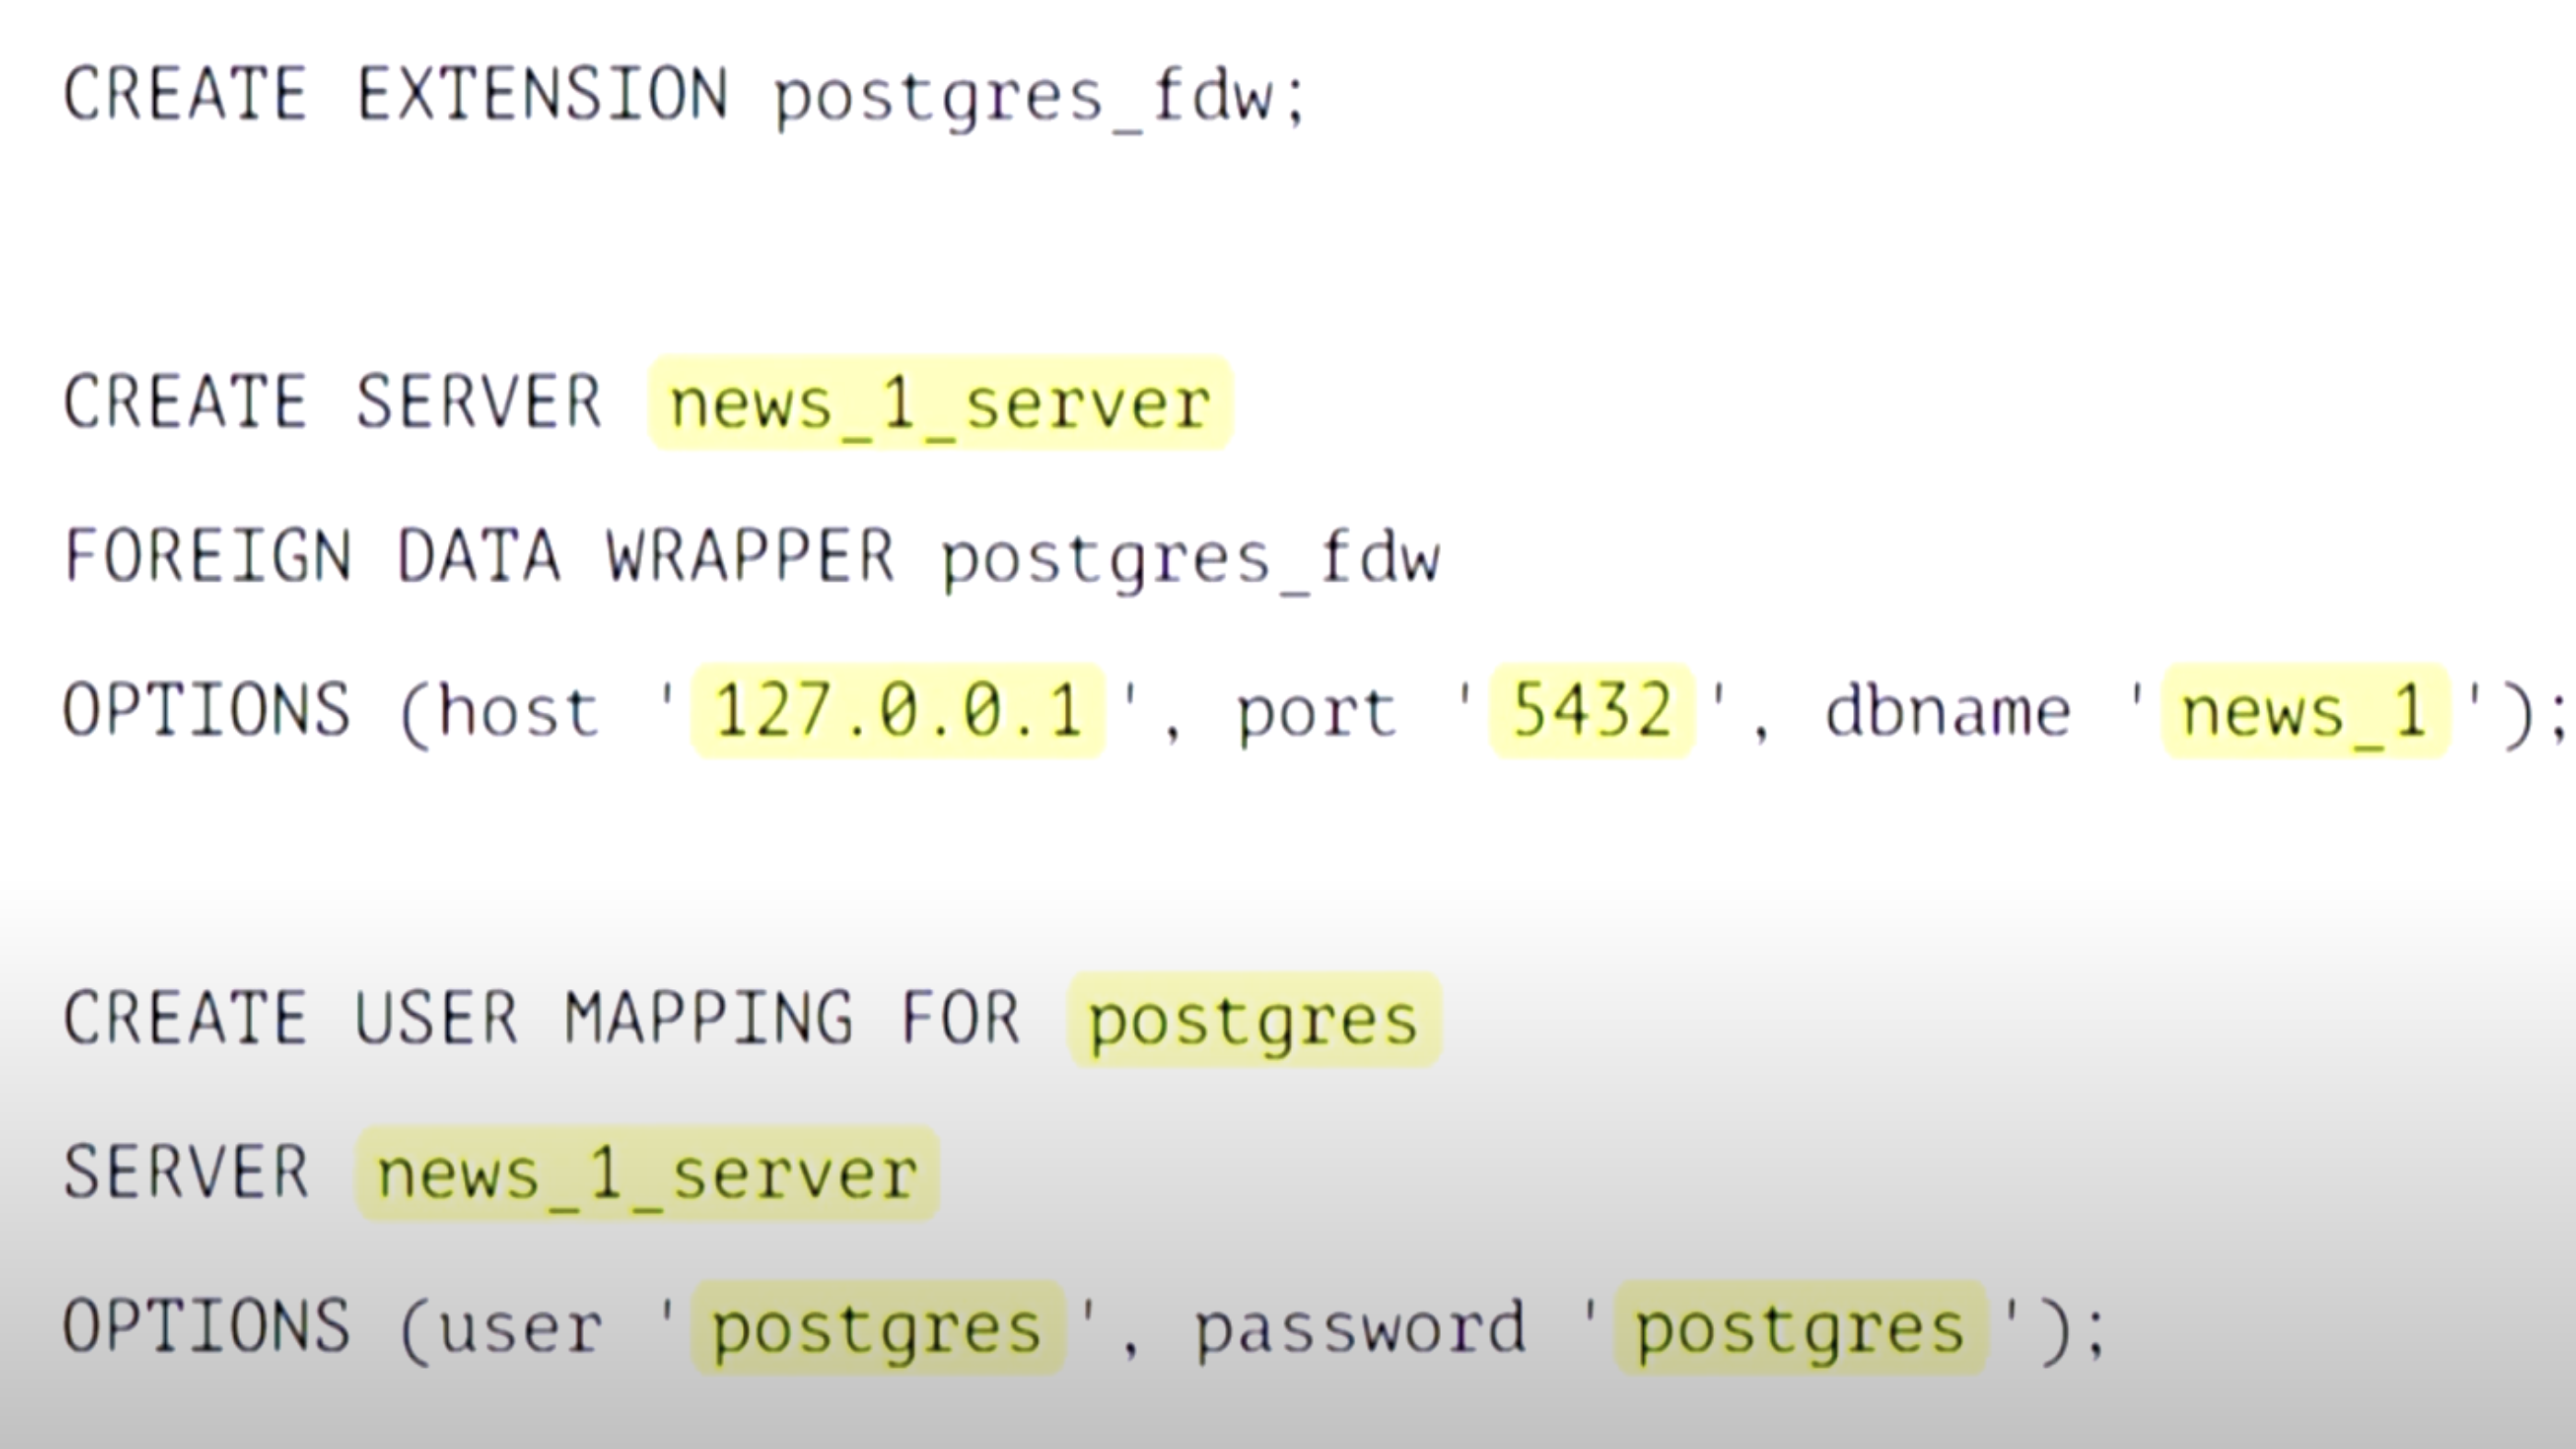 CREATE EXTENSION postgres_fdw;
CREATE SERVER news_1_server
FOREIGN DATA WRAPPER postgres_fdw
OPTIONS (host '127.0.0.1', port '5432', dbname 'news_1');
CREATE USER MAPPING FOR postgres
SERVER news_1_server
OPTIONS (user 'postgres', password 'postgres');